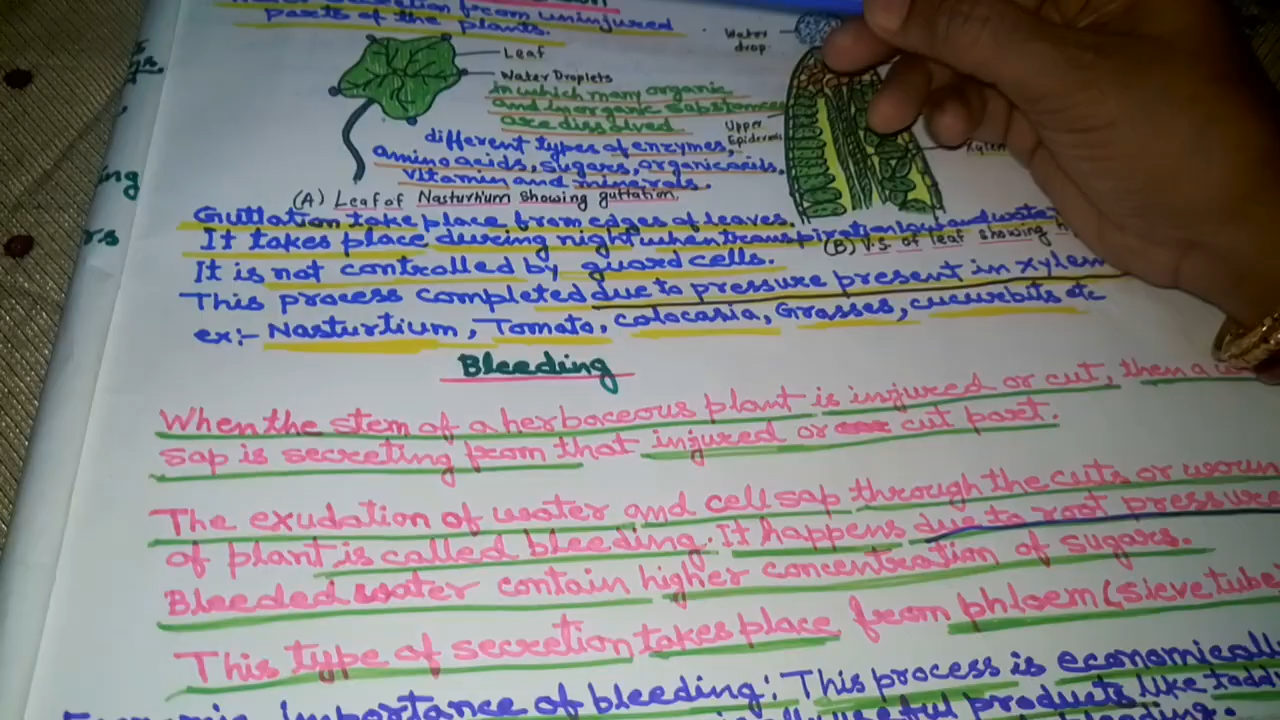 from uninjured
parts of the plants.
Leaf
Water Droplets
in which many organic
and inorganic substances
are dissolved
different types of enzymes,
amino acids, sugars, organic acids,
vitamin and minerals.
(A) Leaf of Nasturtium showing guttation,
Water
drop
Upper
Epidermis
(B) V.S. of leaf showing
Guttation take place from edges of leaves.
It takes place during night when transpiration low and water
It is not controlled by guard cells.
This process completed due to pressure present in xylem
ex:- Nasturtium, Tomato, Colocasia, Grasses, cucurbits etc
Bleeding
When the stem of a herbaceous plant is injured or cut, then a
sap is secreting from that injured or cut part.
The exudation of water and cell sap through the cuts or
of plant is called bleeding. It happens due to root pressure
Bleeded water contain higher concentration of sugars.
This type of secretion takes place from phloem (sieve tube
importance of bleeding: This process is economically
useful products like